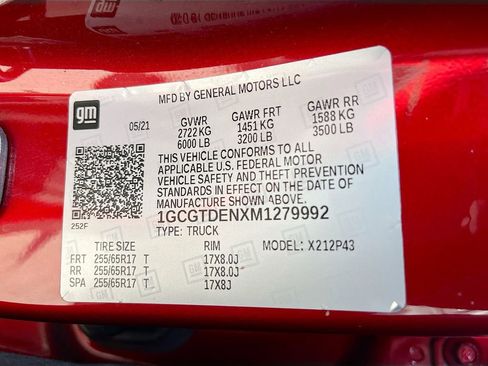 gm
MFD BY GENERAL MOTORS LLC
05/21
GVWR GAWR FRT GAWR RR
2722 KG 1451 KG 1588 KG
6000 LB 3200 LB 3500 LB
THIS VEHICLE CONFORMS TO ALL
APPLICABLE U.S. FEDERAL MOTOR
VEHICLE SAFETY AND THEFT PREVENTION
STANDARDS IN EFFECT ON THE DATE OF
MANUFACTURE SHOWN ABOVE.
252F
1GCGTDENXM1279992
TYPE: TRUCK
TIRE SIZE RIM MODEL: X212P43
FRT 255/65R17 T 17X8.0J
RR 255/65R17 T 17X8.0J
SPA 255/65R17 T 17X8J